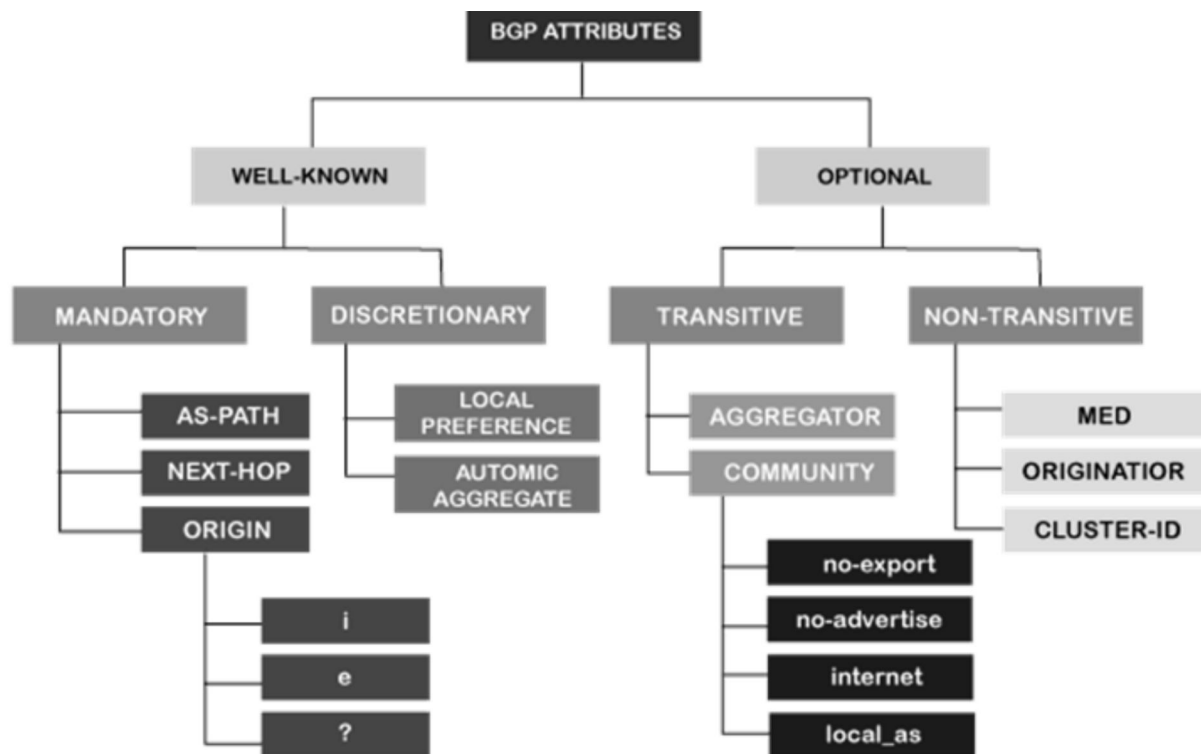 BGP ATTRIBUTES
WELL-KNOWN
OPTIONAL
MANDATORY
DISCRETIONARY
TRANSITIVE
NON-TRANSITIVE
AS-PATH
NEXT-HOP
ORIGIN
i
e
?
LOCAL
PREFERENCE
AUTOMIC
AGGREGATE
AGGREGATOR
COMMUNITY
no-export
no-advertise
internet
local_as
MED
ORIGINATIOR
CLUSTER-ID